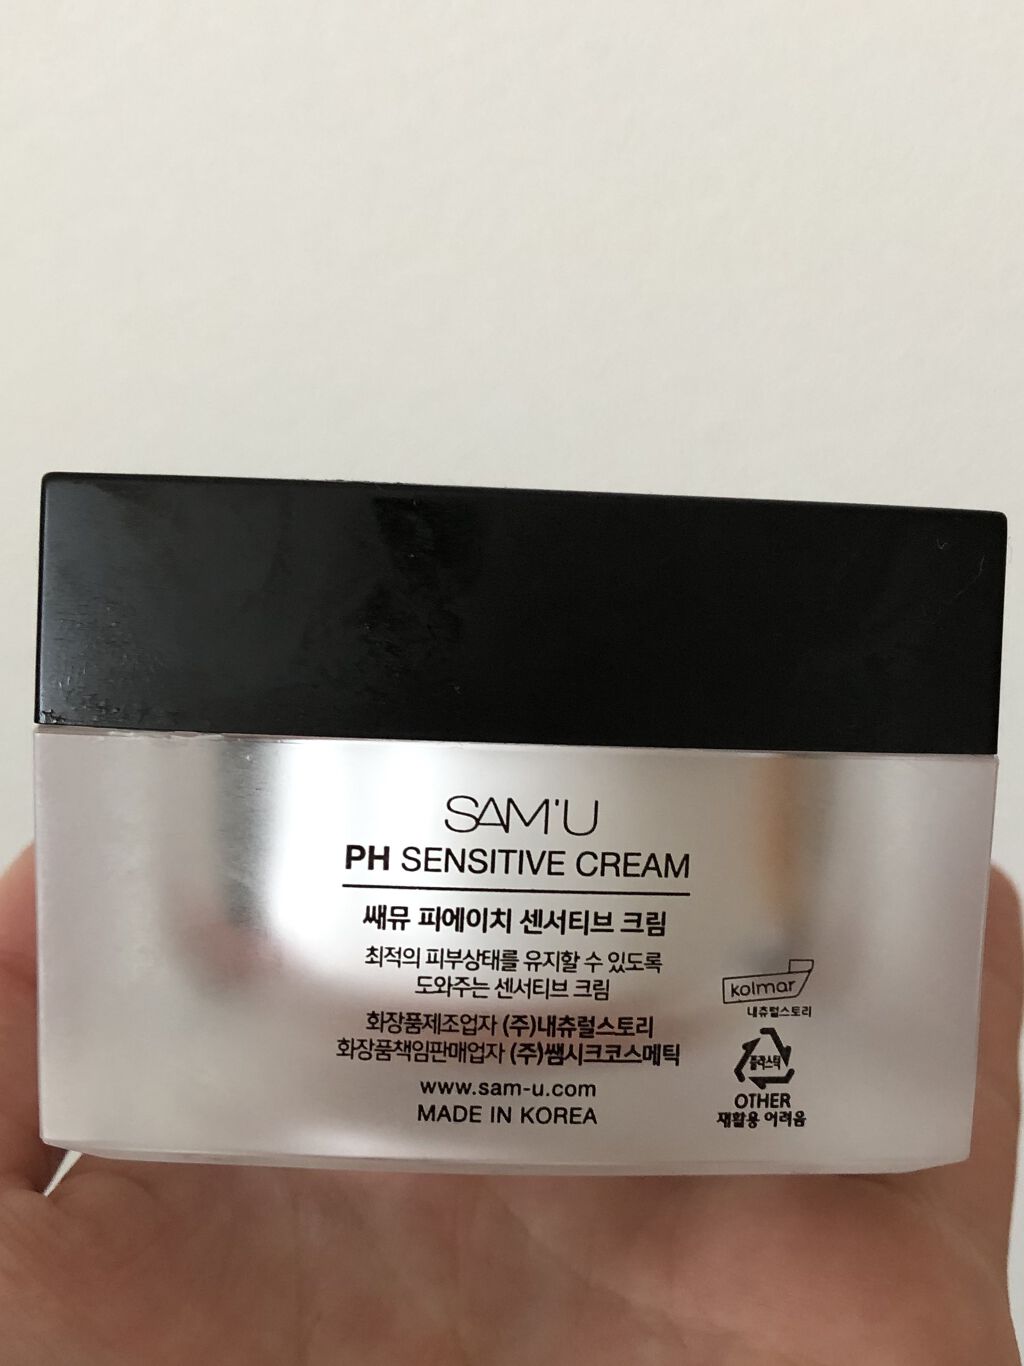 SAM'U
PH SENSITIVE CREAM
쌔뮤 피에이치 센서티브 크림
최적의 피부상태를 유지할 수 있도록
도와주는 센서티브 크림
화장품제조업자 (주)내츄럴스토리
화장품책임판매업자 (주)쌤시크코스메틱
www.sam-u.com
MADE IN KOREA
kolmar
내츄럴스토리
플라스틱
OTHER
재활용 어려움